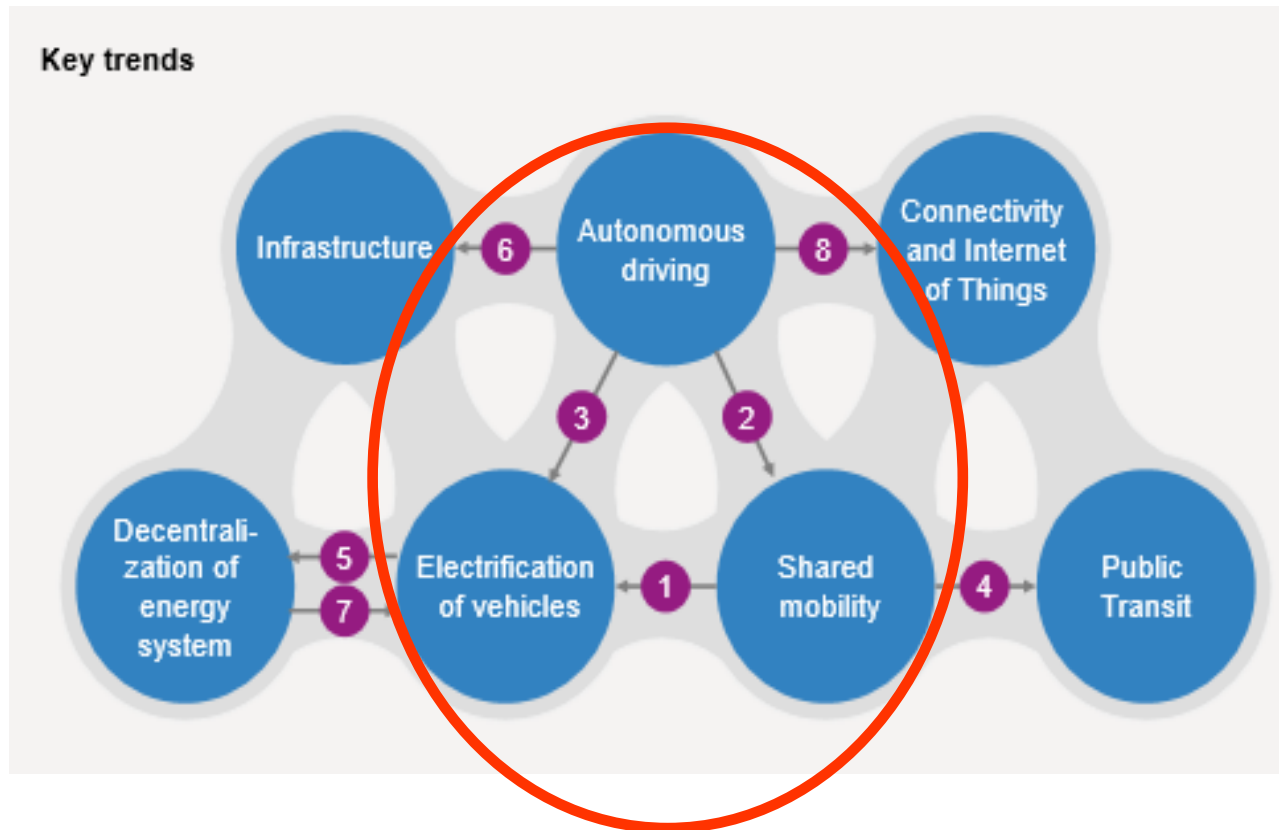 Key trends
Infrastructure
6
Autonomous
driving
8
Connectivity
and Internet
of Things
3
2
Decentrali-
zation of
energy
system
5
7
Electrification
of vehicles
1
Shared
mobility
4
Public
Transit